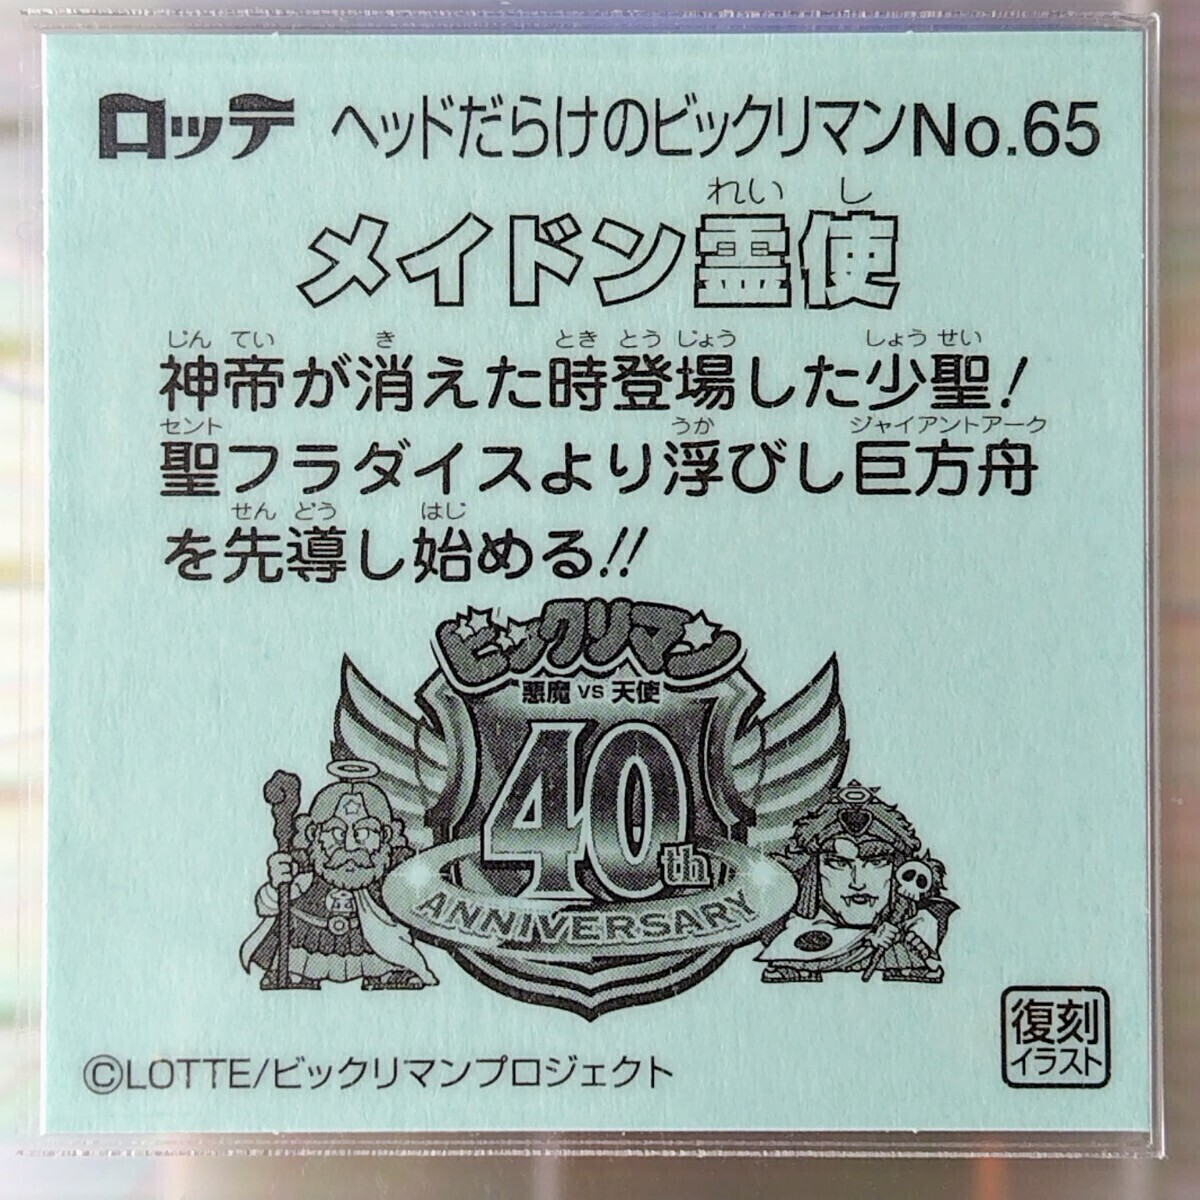 ロッテ ヘッドだらけのビックリマンNo.65
れいし
メイドン霊使
じんてい き とき とうじょう しょうせい
神帝が消えた時登場した少聖!
セント うか ジャイアントアーク
聖フラダイスより浮びし巨方舟
せんどう はじ
を先導し始める!!
ビックリマン
悪魔 VS 天使
40th
ANNIVERSARY
復刻
イラスト
©LOTTE/ビックリマンプロジェクト